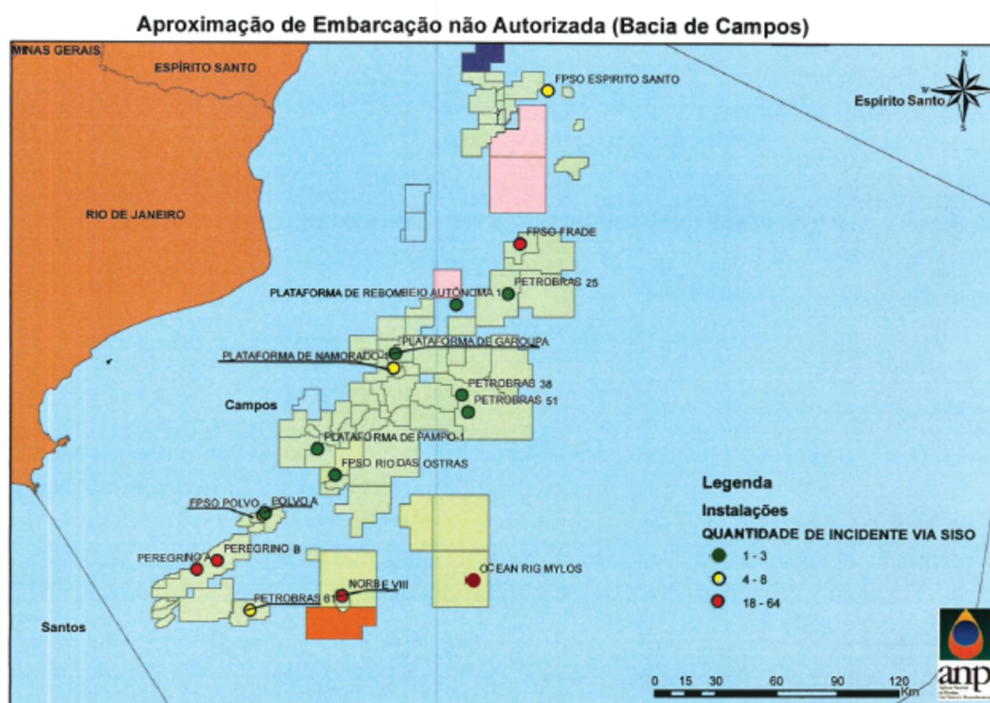 Aproximação de Embarcação não Autorizada (Bacia de Campos)
MINAS GERAIS
ESPÍRITO SANTO
FPSO ESPIRITO SANTO
N
W
S
Espírito Santo
RIO DE JANEIRO
FPSO FRADE
PETROBRAS 25
PLATAFORMA DE REBOMBEIO AUTÔNOMA 1
PLATAFORMA DE GAROUPA
PLATAFORMA DE NAMORADO-1
PETROBRAS 38
PETROBRAS 51
Campos
PLATAFORMA DE PAMPO-1
FPSO RIO DAS OSTRAS
FPSO POLVO
POLVO A
PEREGRINO A
PEREGRINO B
OCEAN RIG MYLOS
NORBE VIII
PETROBRAS 61
Santos
Legenda
Instalações
QUANTIDADE DE INCIDENTE VIA SISO
1 - 3
4 - 8
18 - 64
0 15 30 60 90 120
Km
anp